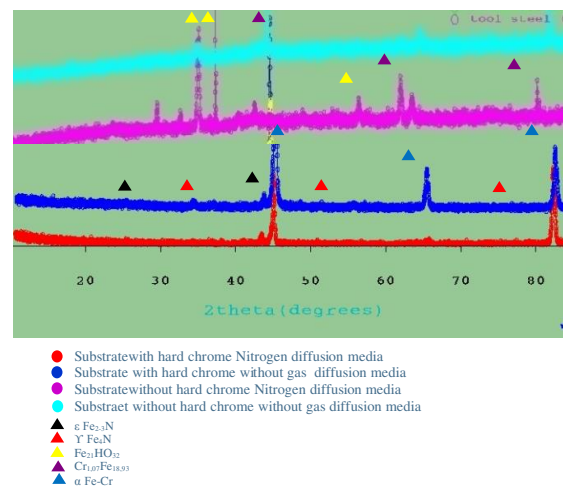 tool steel
20 30 40 50 60 70 80
2theta(degrees)
Substratewith hard chrome Nitrogen diffusion media
Substrate with hard chrome without gas diffusion media
Substratewithout hard chrome Nitrogen diffusion media
Substraet without hard chrome without gas diffusion media
ε Fe₂₋₃N
ϒ Fe₄N
Fe₂₁HO₃₂
Cr₁,₀₇Fe₁₈,₉₃
α Fe-Cr